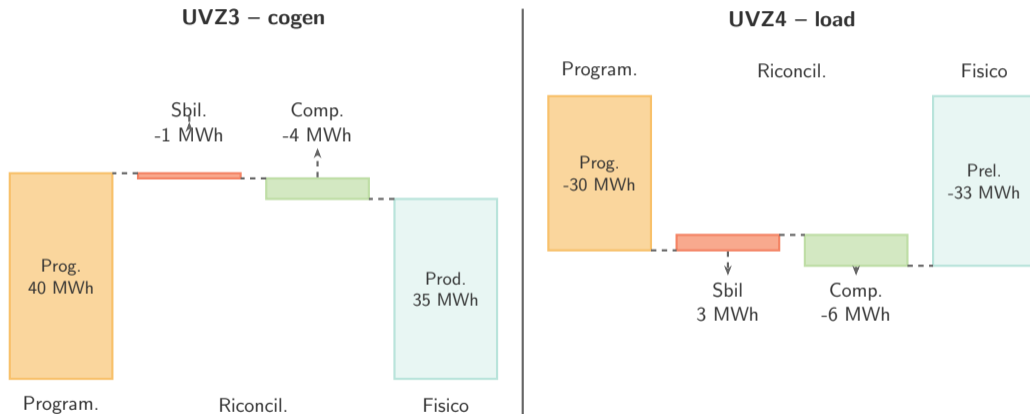 UVZ3 – cogen
Sbil.
-1 MWh
Comp.
-4 MWh
Prog.
40 MWh
Prod.
35 MWh
Program.
Riconcil.
Fisico
UVZ4 – load
Program.
Riconcil.
Fisico
Prog.
-30 MWh
Prel.
-33 MWh
Sbil
3 MWh
Comp.
-6 MWh